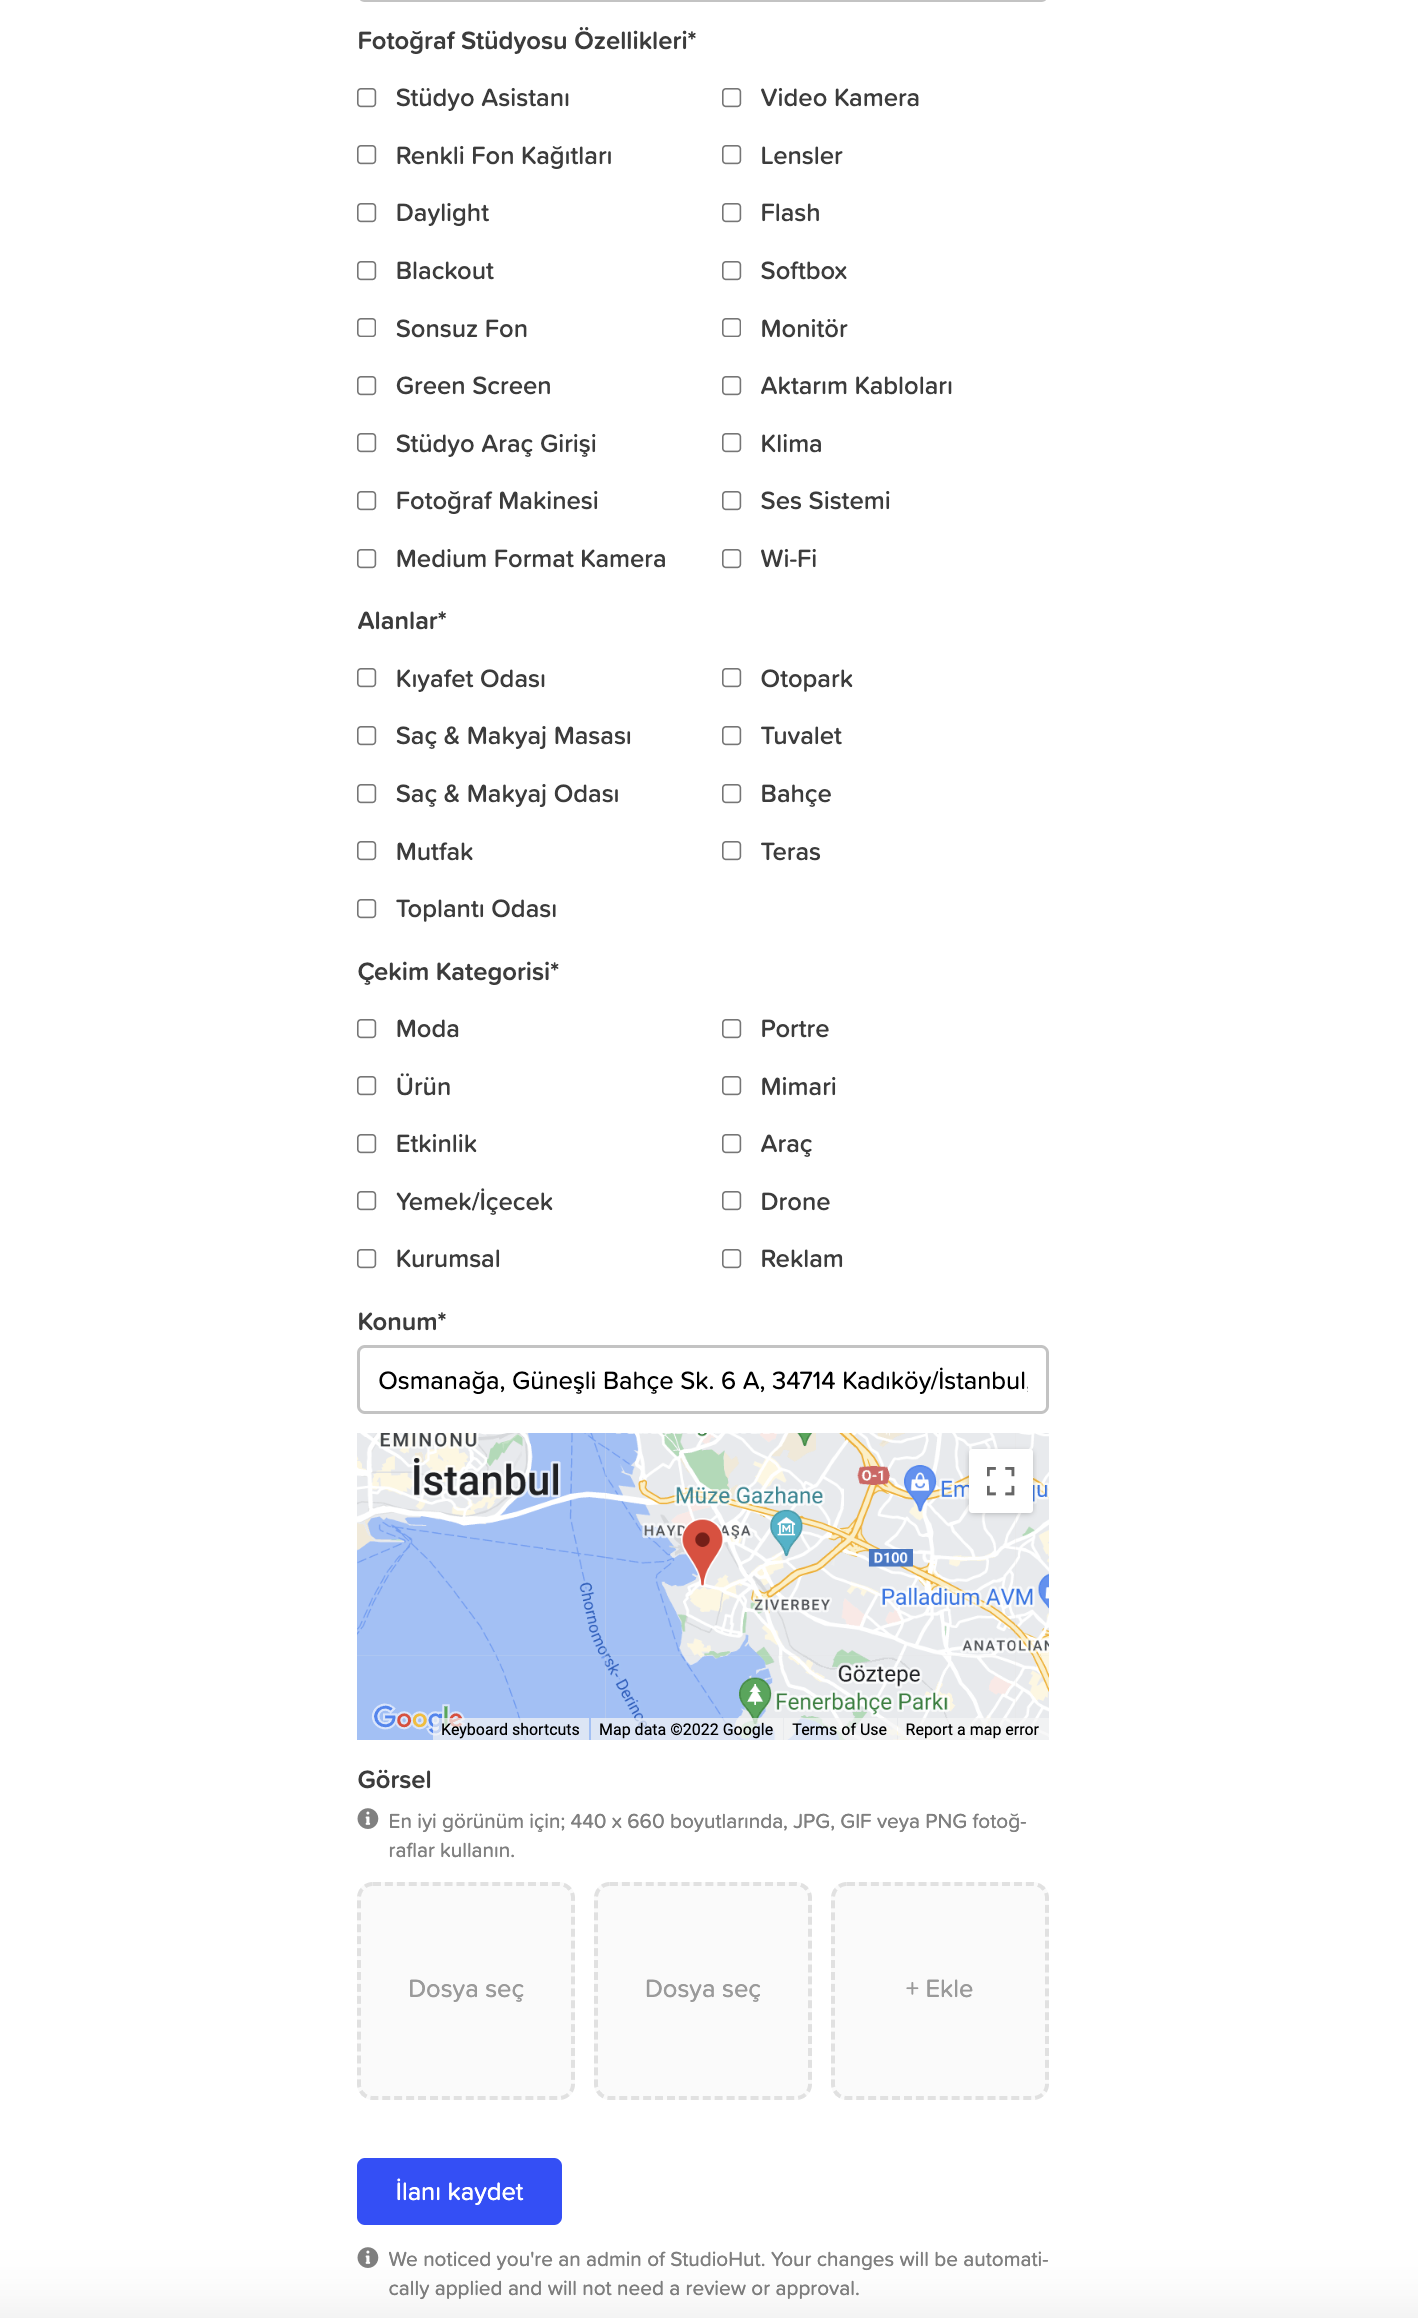 Fotoğraf Stüdyosu Özellikleri*
Stüdyo Asistanı
Video Kamera
Renkli Fon Kağıtları
Lensler
Daylight
Flash
Blackout
Softbox
Sonsuz Fon
Monitör
Green Screen
Aktarım Kabloları
Stüdyo Araç Girişi
Klima
Fotoğraf Makinesi
Ses Sistemi
Medium Format Kamera
Wi-Fi
Alanlar*
Kıyafet Odası
Otopark
Saç & Makyaj Masası
Tuvalet
Saç & Makyaj Odası
Bahçe
Mutfak
Teras
Toplantı Odası
Çekim Kategorisi*
Moda
Portre
Ürün
Mimari
Etkinlik
Araç
Yemek/İçecek
Drone
Kurumsal
Reklam
Konum*
Osmanağa, Güneşli Bahçe Sk. 6 A, 34714 Kadıköy/İstanbul,
EMİNÖNÜ
İstanbul
O-1
Müze Gazhane
D100
ZIVERBEY
Palladium AVM
Chornomorsk- Derinc
Göztepe
Fenerbahçe Parkı
Google
Keyboard shortcuts
Map data ©2022 Google
Terms of Use
Report a map error
Görsel
En iyi görünüm için; 440 x 660 boyutlarında, JPG, GIF veya PNG fotoğ-
raflar kullanın.
Dosya seç
Dosya seç
+ Ekle
İlanı kaydet
We noticed you're an admin of StudioHut. Your changes will be automati-
cally applied and will not need a review or approval.